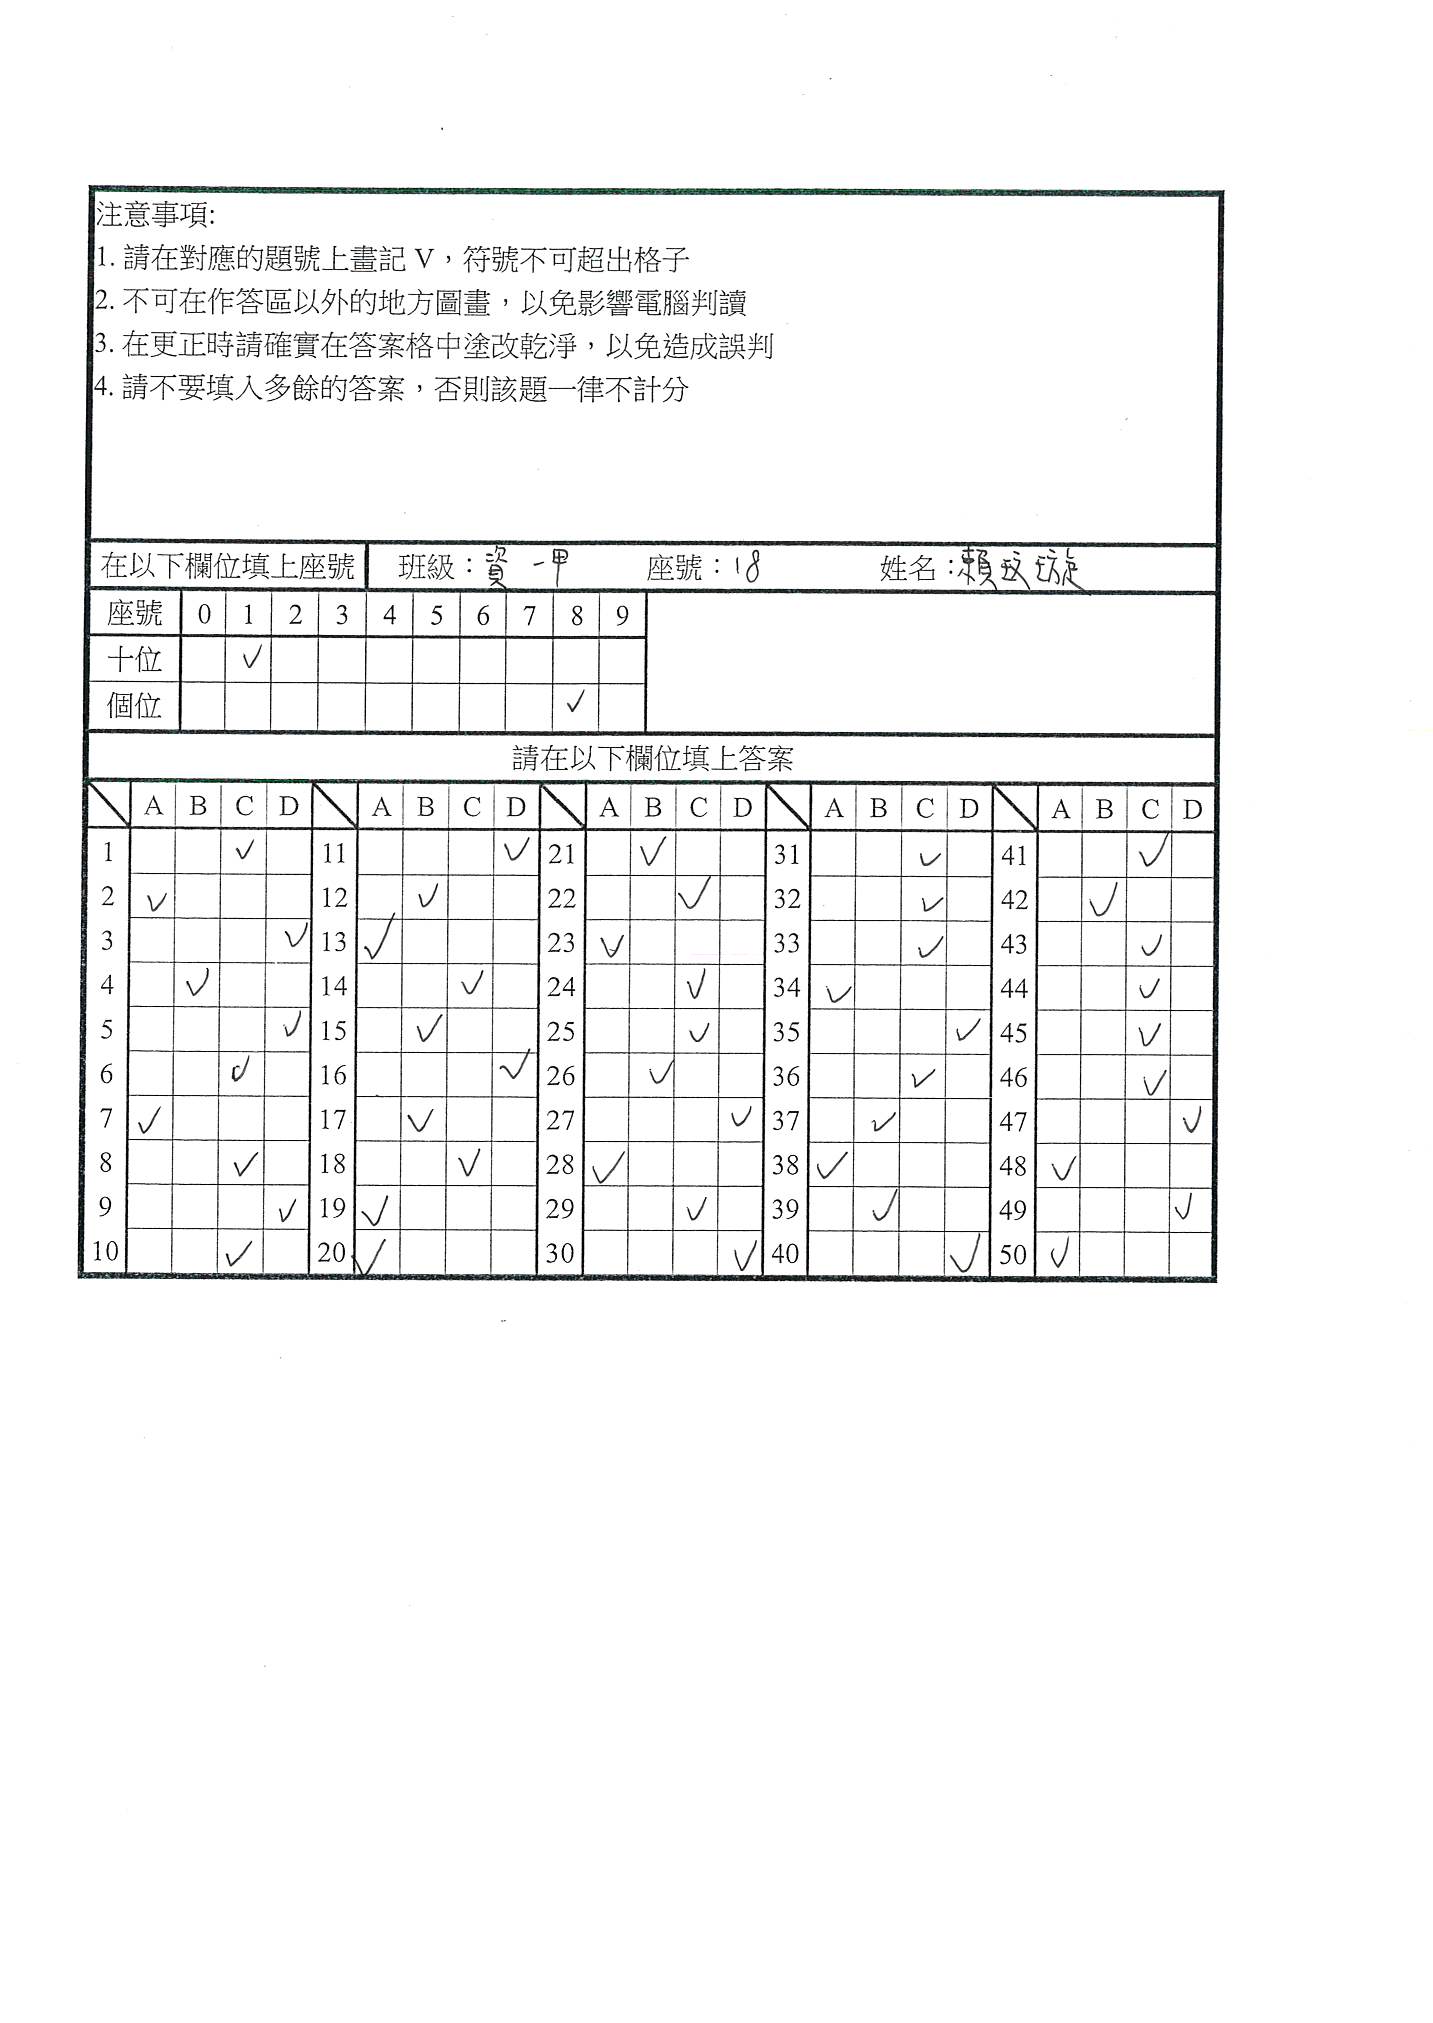 注意事項:
1. 請在對應的題號上畫記 V，符號不可超出格子
2. 不可在作答區以外的地方圖畫，以免影響電腦判讀
3. 在更正時請確實在答案格中塗改乾淨，以免造成誤判
4. 請不要填入多餘的答案，否則該題一律不計分
在以下欄位填上座號 班級：資一甲 座號：18 姓名：賴玟璇
座號 0 1 2 3 4 5 6 7 8 9
十位 ✓
個位 ✓
請在以下欄位填上答案
A B C D A B C D A B C D A B C D A B C D
1 ✓ 11 ✓ 21 ✓ 31 ✓ 41 ✓
2 ✓ 12 ✓ 22 ✓ 32 ✓ 42 ✓
3 ✓ 13 ✓ 23 ✓ 33 ✓ 43 ✓
4 ✓ 14 ✓ 24 ✓ 34 ✓ 44 ✓
5 ✓ 15 ✓ 25 ✓ 35 ✓ 45 ✓
6 ✓ 16 ✓ 26 ✓ 36 ✓ 46 ✓
7 ✓ 17 ✓ 27 ✓ 37 ✓ 47 ✓
8 ✓ 18 ✓ 28 ✓ 38 ✓ 48 ✓
9 ✓ 19 ✓ 29 ✓ 39 ✓ 49 ✓
10 ✓ 20 ✓ 30 ✓ 40 ✓ 50 ✓